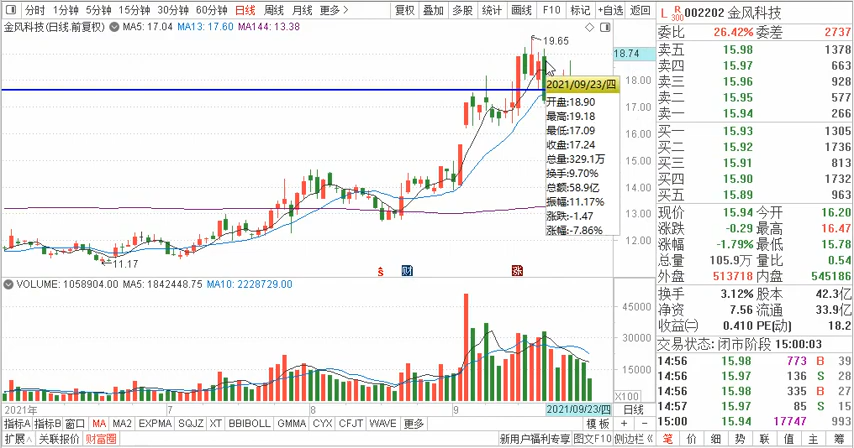 分时 1分钟 5分钟 15分钟 30分钟 60分钟 日线 周线 月线 更多 复权 叠加 多股 统计 画线 F10 标记 +自选 返回
金风科技(日线.前复权) MA5: 17.04 MA13: 17.60 MA144: 13.38
19.65
18.74
18.00
17.00
16.00
15.00
14.00
13.00
12.00
11.17
2021/09/23/四
开盘:18.90
最高:19.18
最低:17.09
收盘:17.24
总量:329.1万
换手:9.70%
总额:58.9亿
振幅:11.17%
涨跌:-1.47
涨幅:-7.86%
$ 财 涨
VOLUME: 1058904.00 MA5: 1842448.75 MA10: 2228729.00
45000
30000
15000
X100
2021年 7 8 9 2021/09/23/四 日线
指标A 指标B 窗口 MA MA2 EXPMA SQJZ XT BBIBOLL GMMA CYX CFJT WAVE 更多 模板 + −
扩展∧ 关联报价 财富圈 新用户福利专享 图文F10 侧边栏
L R 300 002202 金风科技
委比 26.42% 委差 2737
卖五 15.98 1378
卖四 15.97 663
卖三 15.96 928
卖二 15.95 577
卖一 15.94 266
买一 15.93 1305
买二 15.92 1736
买三 15.91 813
买四 15.90 1732
买五 15.89 963
现价 15.94 今开 16.20
涨跌 -0.29 最高 16.47
涨幅 -1.79% 最低 15.78
总量 105.9万 量比 0.54
外盘 513718 内盘 545186
换手 3.12% 股本 42.3亿
净资 7.56 流通 33.9亿
收益㈡ 0.410 PE(动) 18.2
交易状态: 闭市阶段 15:00:03
14:56 15.98 773 B 39
14:56 15.97 136 S 28
14:56 15.98 335 B 27
14:57 15.97 85 S 15
15:00 15.94 17747 993
笔 价 细 势 联 值 主 筹